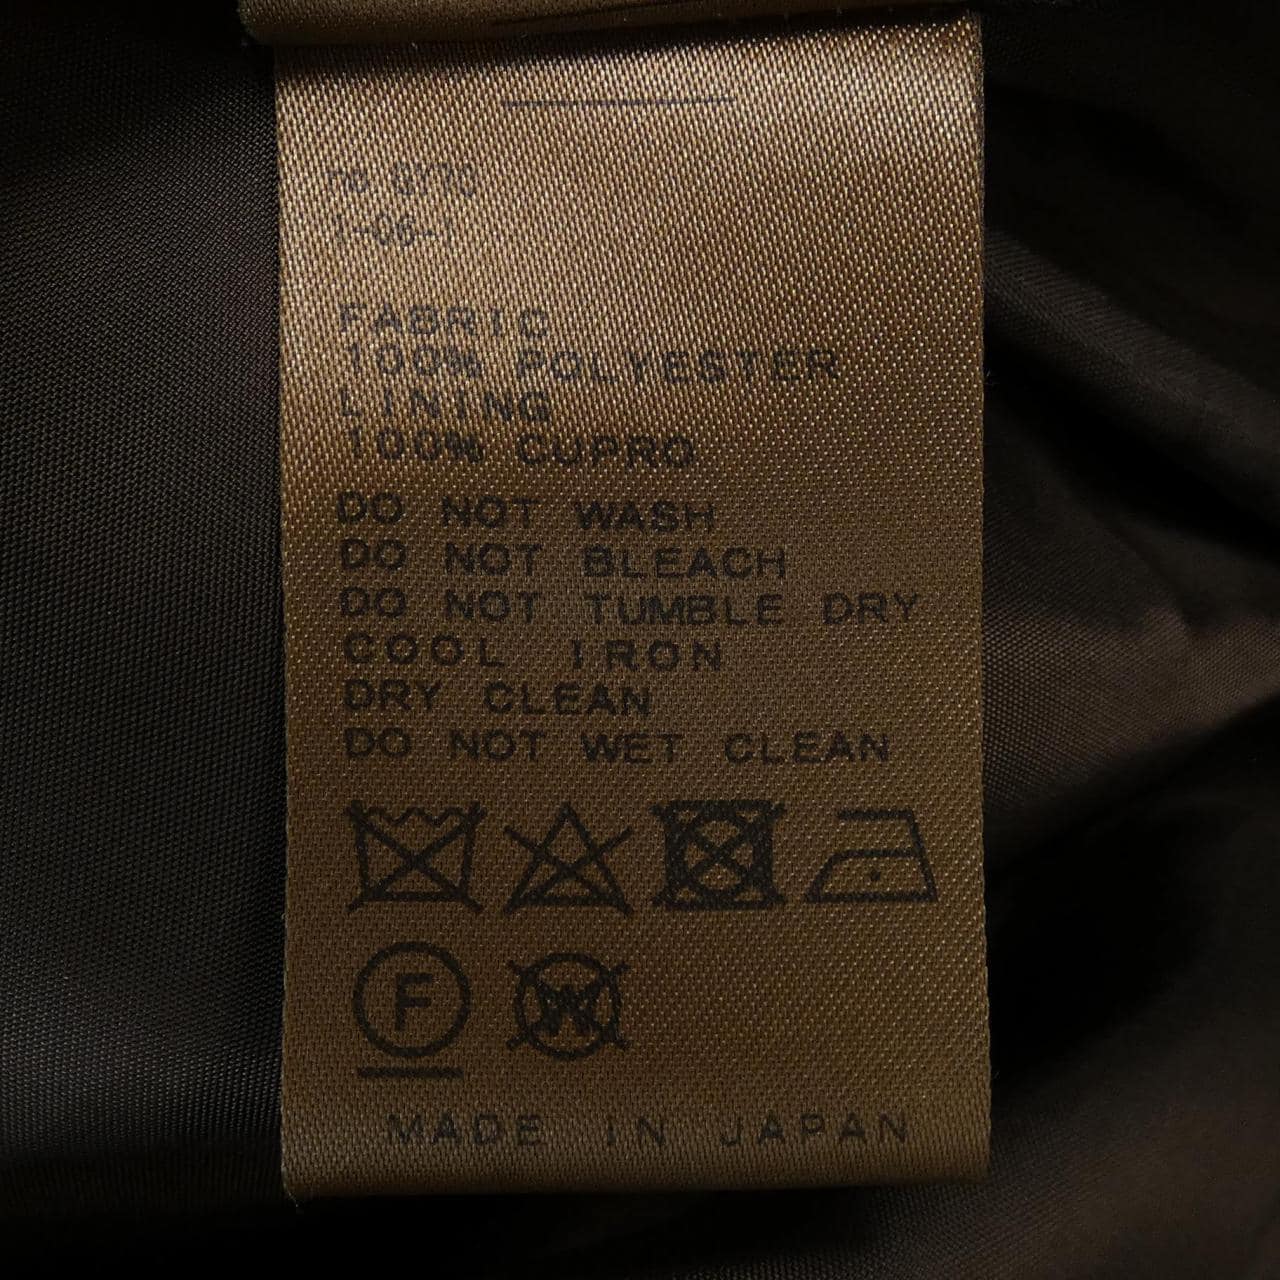 FABRIC
100% POLYESTER
LINING
100% CUPRO
DO NOT WASH
DO NOT BLEACH
DO NOT TUMBLE DRY
COOL IRON
DRY CLEAN
DO NOT WET CLEAN
F W
MADE IN JAPAN